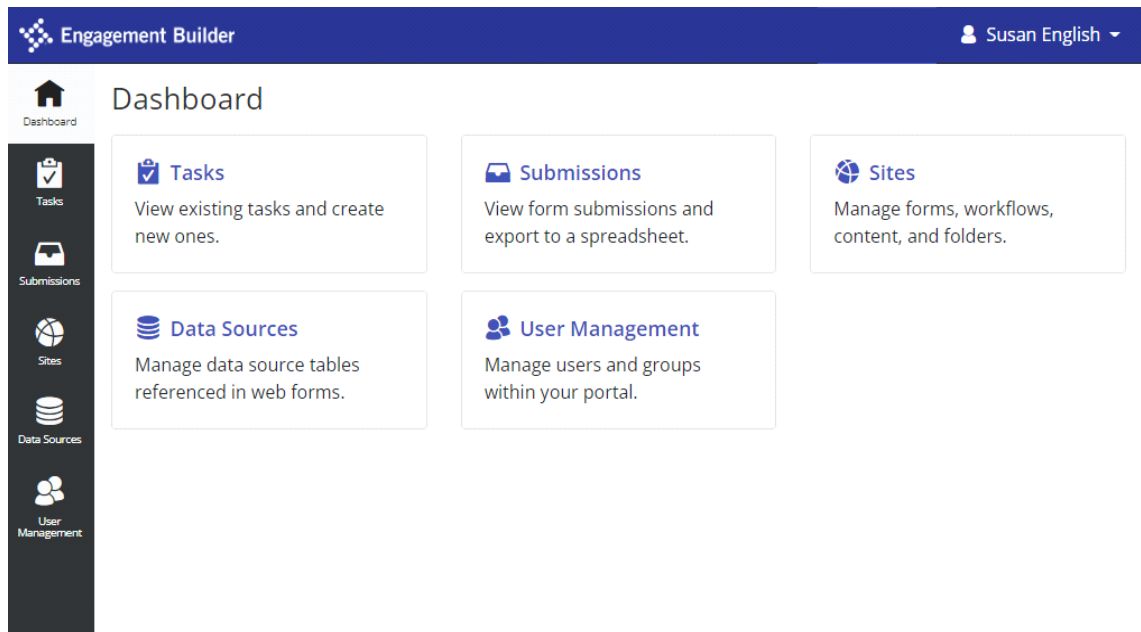 Engagement Builder
Susan English
Dashboard
Tasks
Submissions
Sites
Data Sources
User
Management
Dashboard
Tasks
View existing tasks and create
new ones.
Submissions
View form submissions and
export to a spreadsheet.
Sites
Manage forms, workflows,
content, and folders.
Data Sources
Manage data source tables
referenced in web forms.
User Management
Manage users and groups
within your portal.